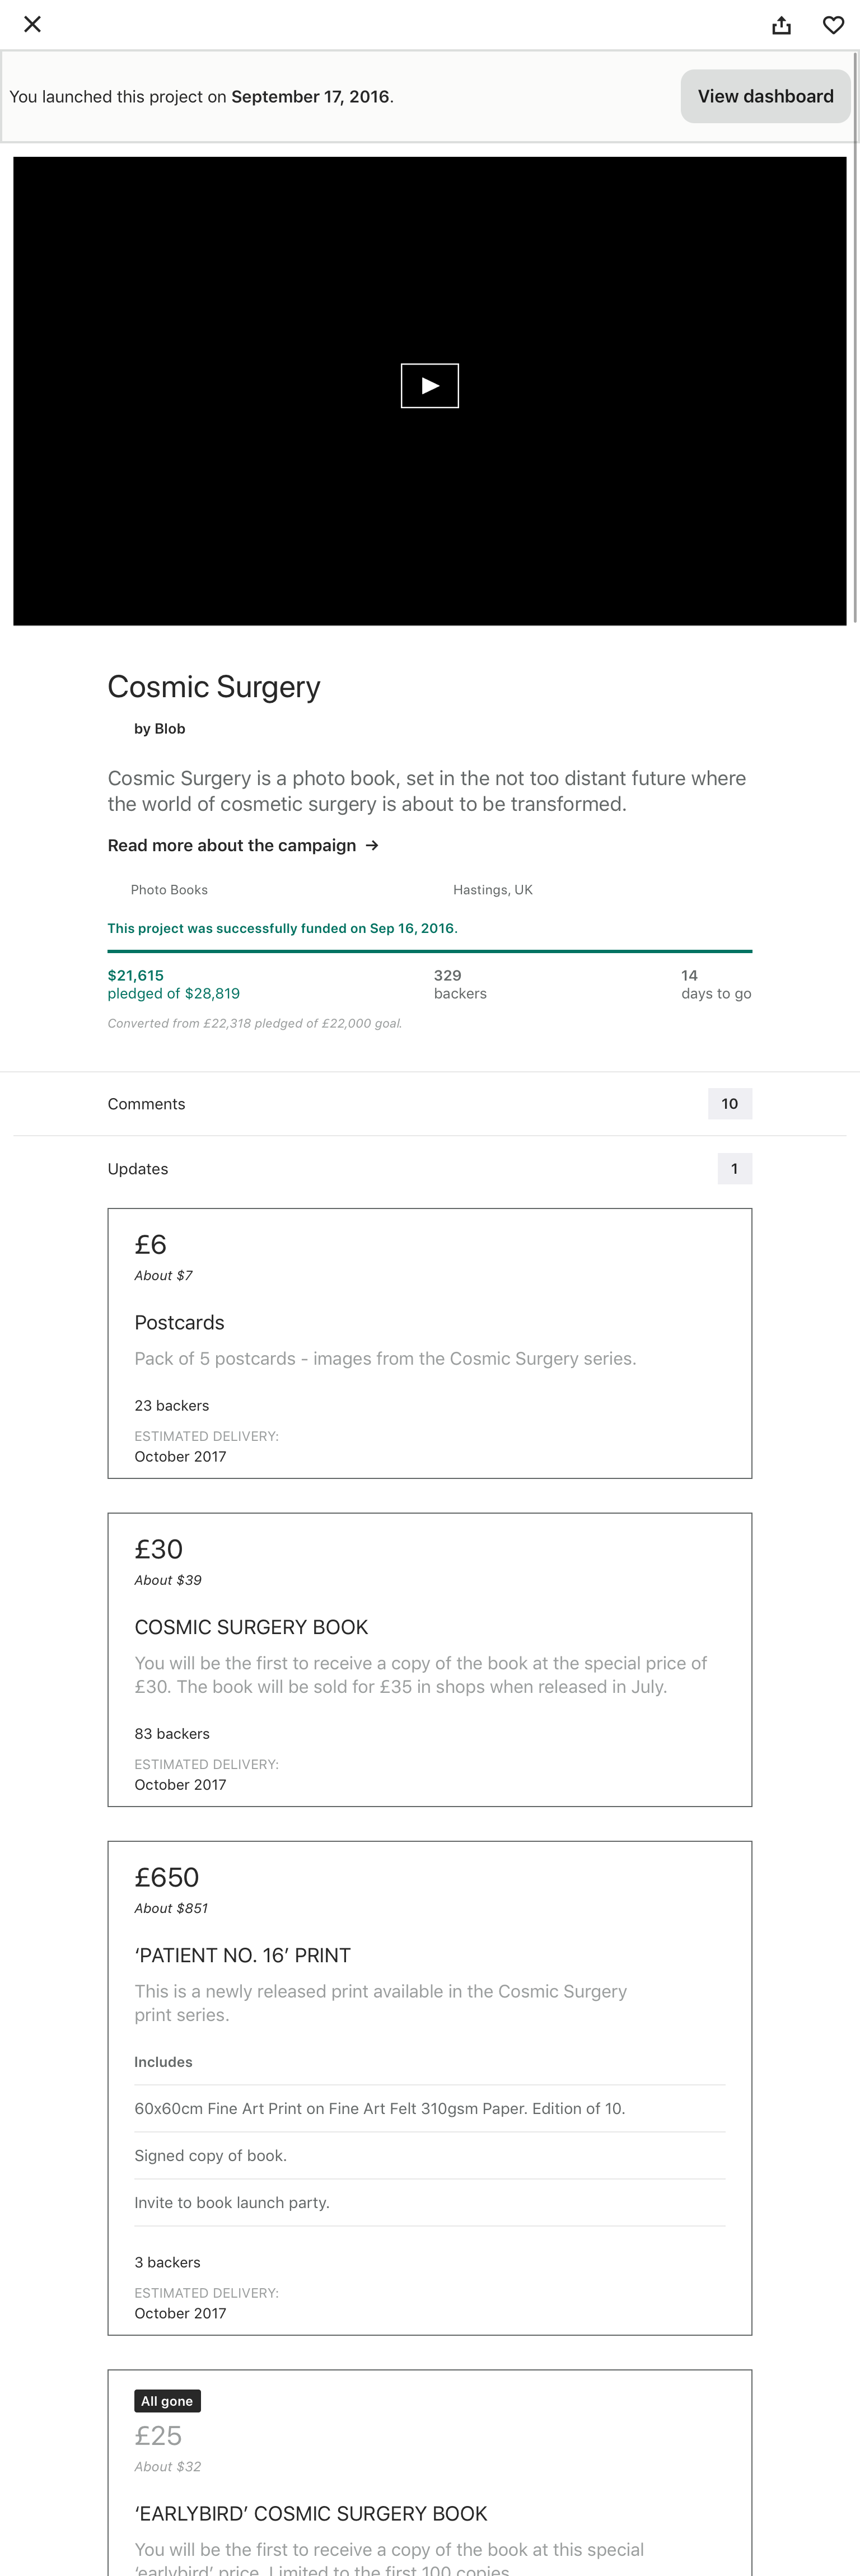 You launched this project on September 17, 2016.
View dashboard
Cosmic Surgery
by Blob
Cosmic Surgery is a photo book, set in the not too distant future where
the world of cosmetic surgery is about to be transformed.
Read more about the campaign →
Photo Books
Hastings, UK
This project was successfully funded on Sep 16, 2016.
$21,615
pledged of $28,819
329
backers
14
days to go
Converted from £22,318 pledged of £22,000 goal.
Comments
10
Updates
1
£6
About $7
Postcards
Pack of 5 postcards - images from the Cosmic Surgery series.
23 backers
ESTIMATED DELIVERY:
October 2017
£30
About $39
COSMIC SURGERY BOOK
You will be the first to receive a copy of the book at the special price of
£30. The book will be sold for £35 in shops when released in July.
83 backers
ESTIMATED DELIVERY:
October 2017
£650
About $851
‘PATIENT NO. 16’ PRINT
This is a newly released print available in the Cosmic Surgery
print series.
Includes
60x60cm Fine Art Print on Fine Art Felt 310gsm Paper. Edition of 10.
Signed copy of book.
Invite to book launch party.
3 backers
ESTIMATED DELIVERY:
October 2017
All gone
£25
About $32
‘EARLYBIRD’ COSMIC SURGERY BOOK
You will be the first to receive a copy of the book at this special
‘earlybird’ price. Limited to the first 100 copies.